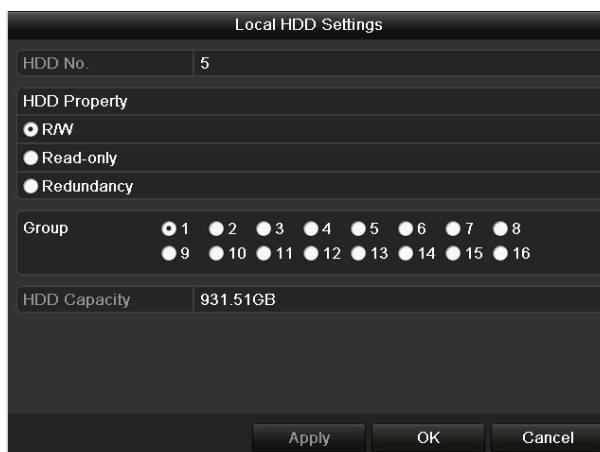 Local HDD Settings
HDD No. 5
HDD Property
R/W
Read-only
Redundancy
Group 1 2 3 4 5 6 7 8
9 10 11 12 13 14 15 16
HDD Capacity 931.51GB
Apply OK Cancel